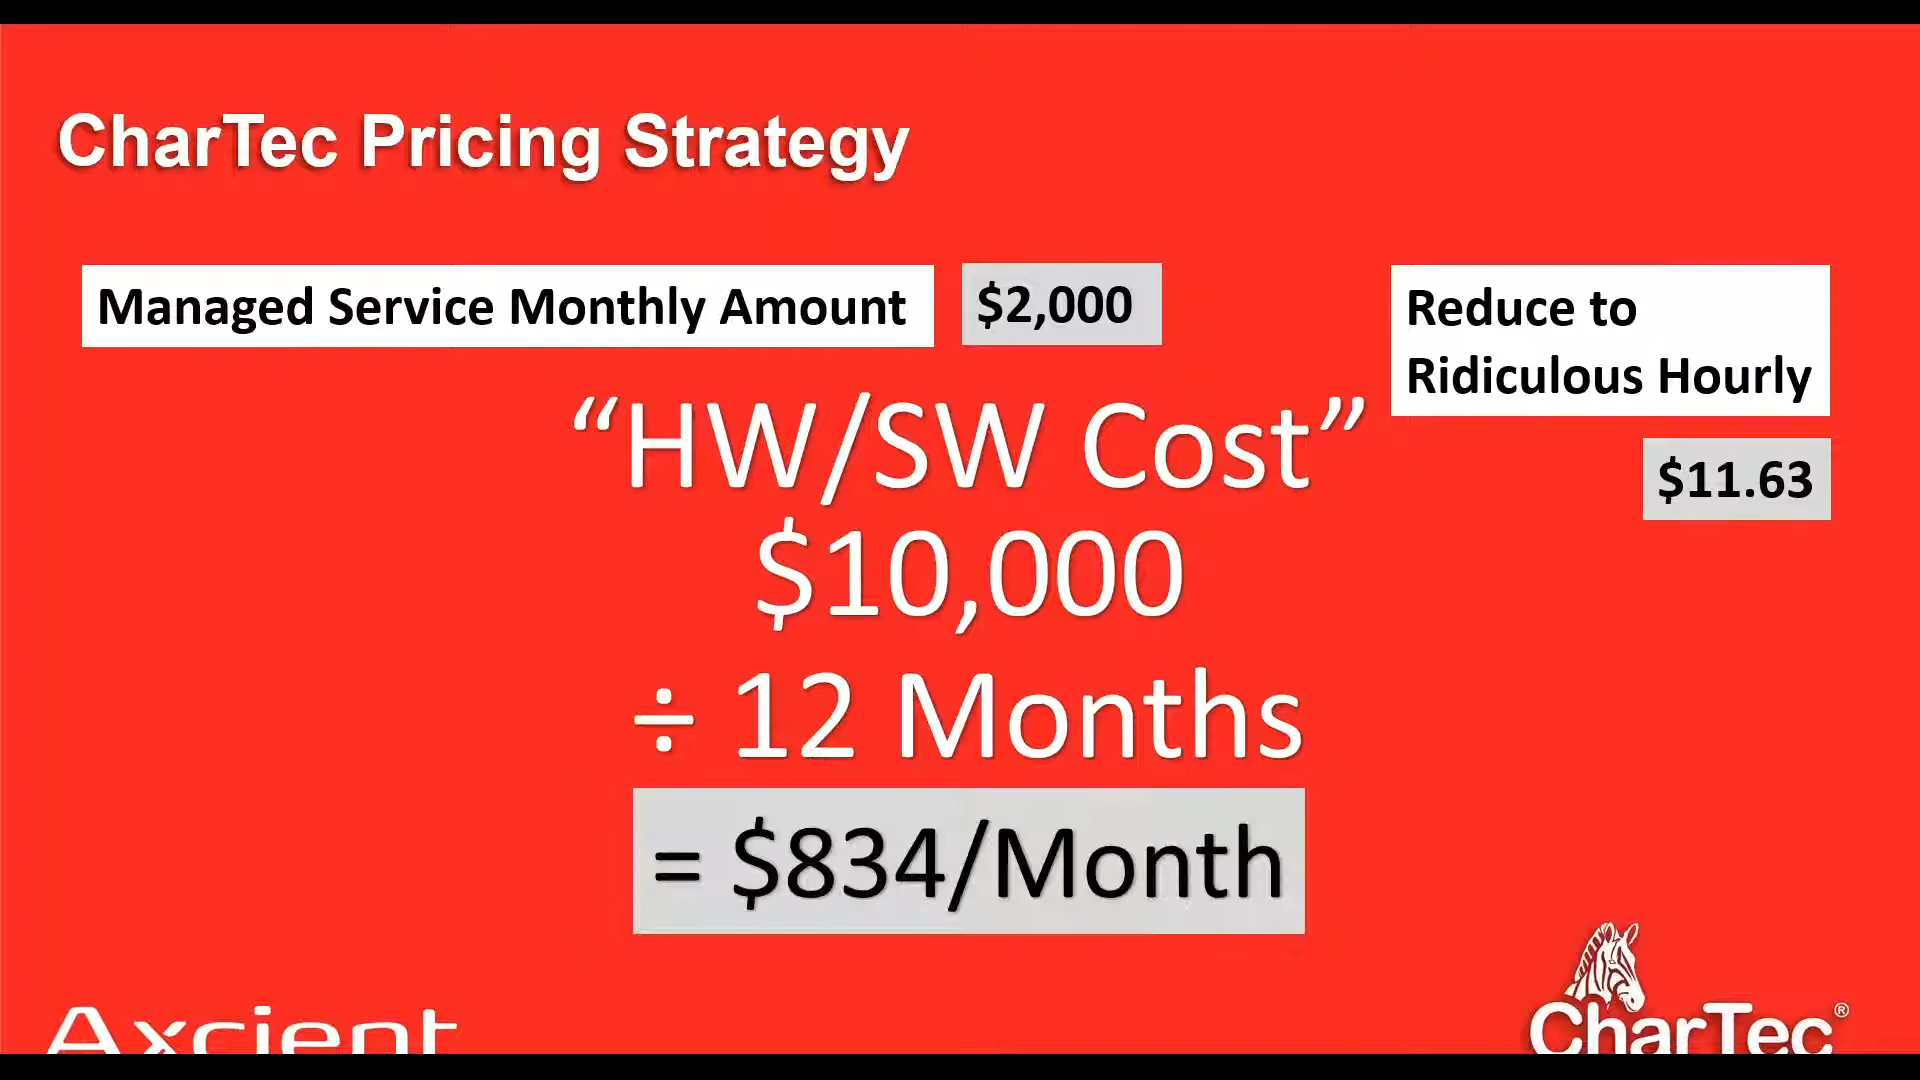 CharTec Pricing Strategy
Managed Service Monthly Amount
$2,000
Reduce to
Ridiculous Hourly
$11.63
“HW/SW Cost”
$10,000
÷ 12 Months
= $834/Month
Axcient
CharTec®